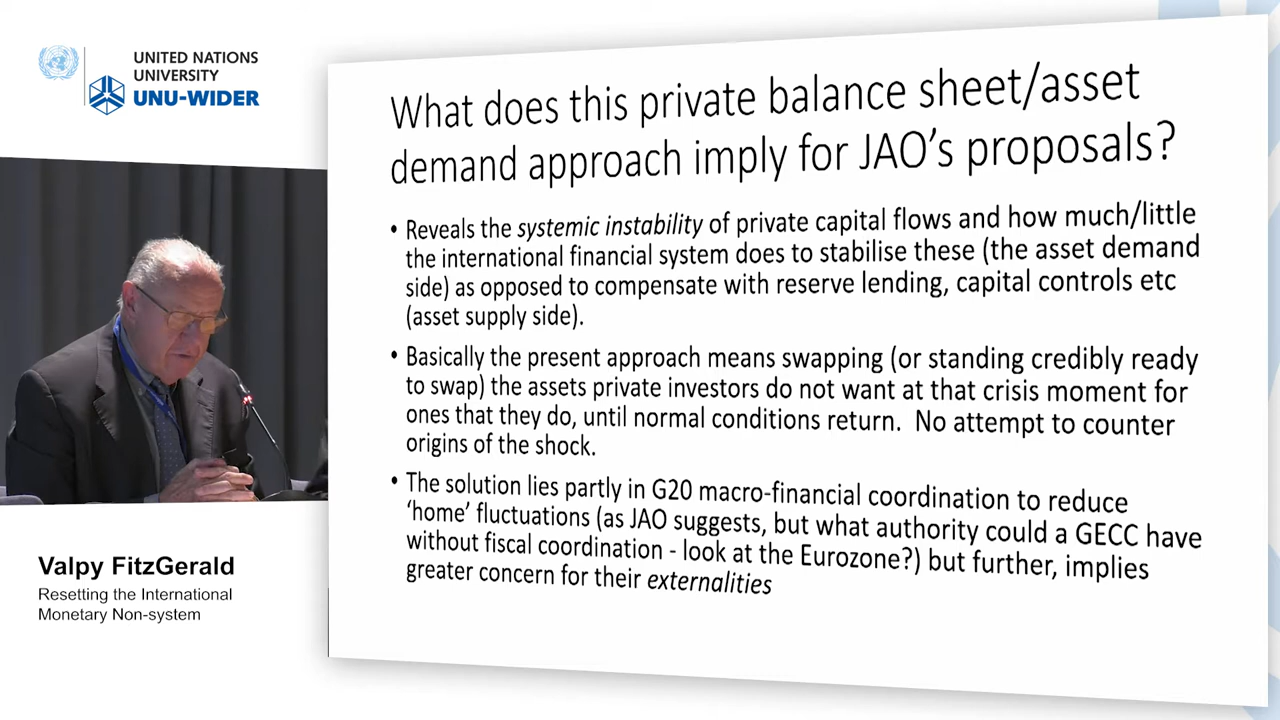 UNITED NATIONS
UNIVERSITY
UNU-WIDER
What does this private balance sheet/asset
demand approach imply for JAO's proposals?
• Reveals the systemic instability of private capital flows and how much/little
the international financial system does to stabilise these (the asset demand
side) as opposed to compensate with reserve lending, capital controls etc
(asset supply side).
• Basically the present approach means swapping (or standing credibly ready
to swap) the assets private investors do not want at that crisis moment for
ones that they do, until normal conditions return. No attempt to counter
origins of the shock.
• The solution lies partly in G20 macro-financial coordination to reduce
'home' fluctuations (as JAO suggests, but what authority could a GECC have
without fiscal coordination - look at the Eurozone?) but further, implies
greater concern for their externalities
Valpy FitzGerald
Resetting the International
Monetary Non-system